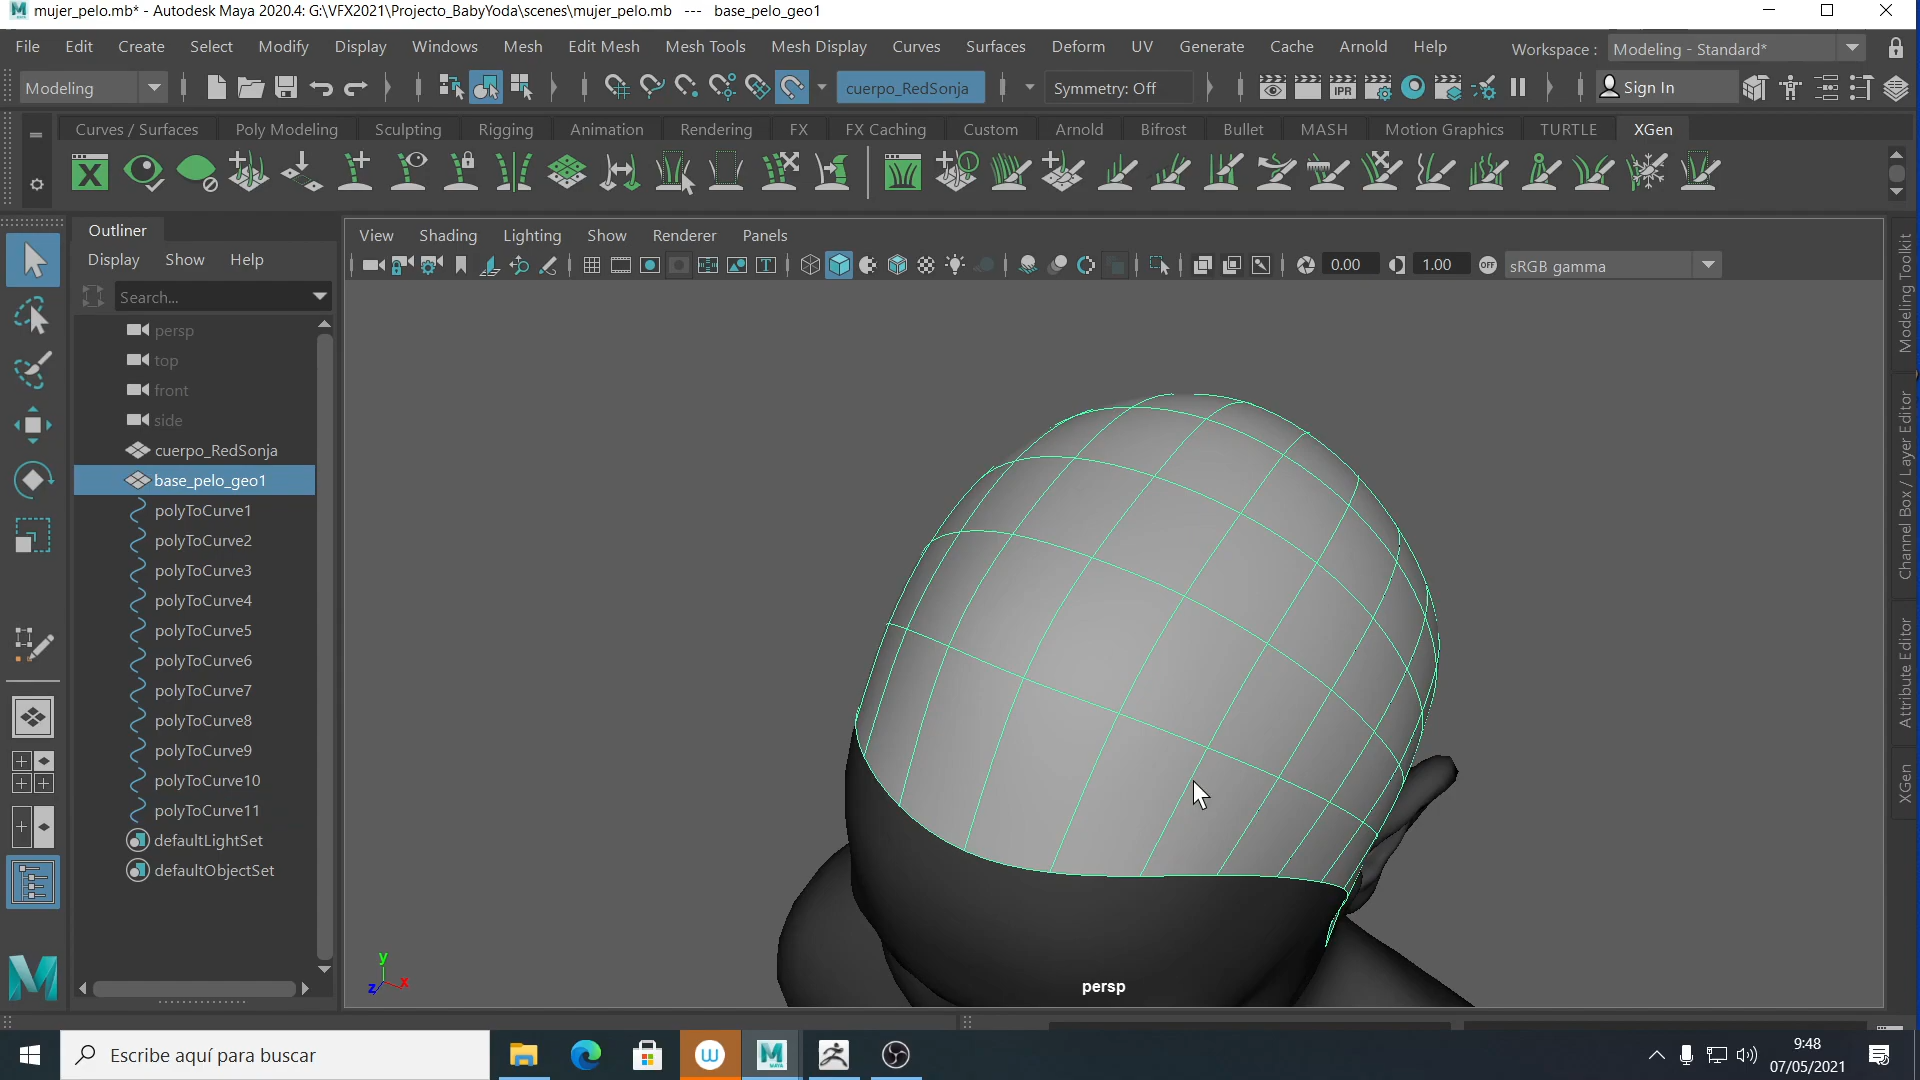 mujer_pelo.mb* - Autodesk Maya 2020.4: G:\VFX2021\Projecto_BabyYoda\scenes\mujer_pelo.mb --- base_pelo_geo1
File Edit Create Select Modify Display Windows Mesh Edit Mesh Mesh Tools Mesh Display Curves Surfaces Deform UV Generate Cache Arnold Help Workspace : Modeling - Standard*
Modeling cuerpo_RedSonja Symmetry: Off IPR Sign In
Curves / Surfaces Poly Modeling Sculpting Rigging Animation Rendering FX FX Caching Custom Arnold Bifrost Bullet MASH Motion Graphics TURTLE XGen
Outliner
Display Show Help
Search...
persp
top
front
side
cuerpo_RedSonja
base_pelo_geo1
polyToCurve1
polyToCurve2
polyToCurve3
polyToCurve4
polyToCurve5
polyToCurve6
polyToCurve7
polyToCurve8
polyToCurve9
polyToCurve10
polyToCurve11
defaultLightSet
defaultObjectSet
View Shading Lighting Show Renderer Panels
0.00 1.00 OFF sRGB gamma
y
z x
persp
Modeling Toolkit
Channel Box / Layer Editor
Attribute Editor
XGen
Escribe aquí para buscar
9:48
07/05/2021